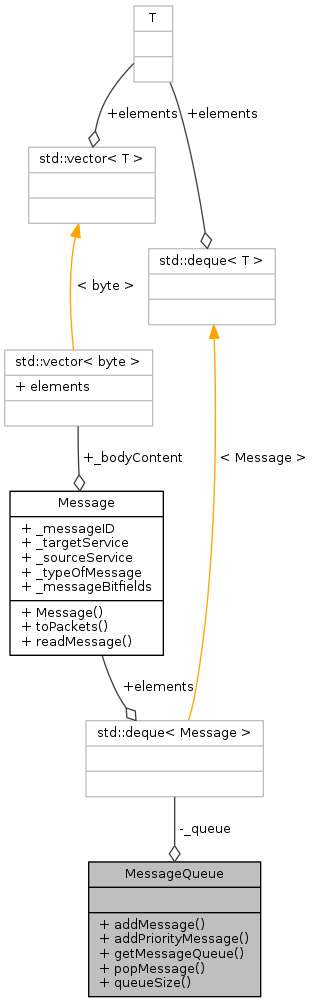 T
+elements
+elements
std::vector< T >
std::deque< T >
< byte >
std::vector< byte >
+ elements
+_bodyContent
< Message >
Message
+ _messageID
+ _targetService
+ _sourceService
+ _typeOfMessage
+ _messageBitfields
+ Message()
+ toPackets()
+ readMessage()
+elements
std::deque< Message >
-_queue
MessageQueue
+ addMessage()
+ addPriorityMessage()
+ getMessageQueue()
+ popMessage()
+ queueSize()